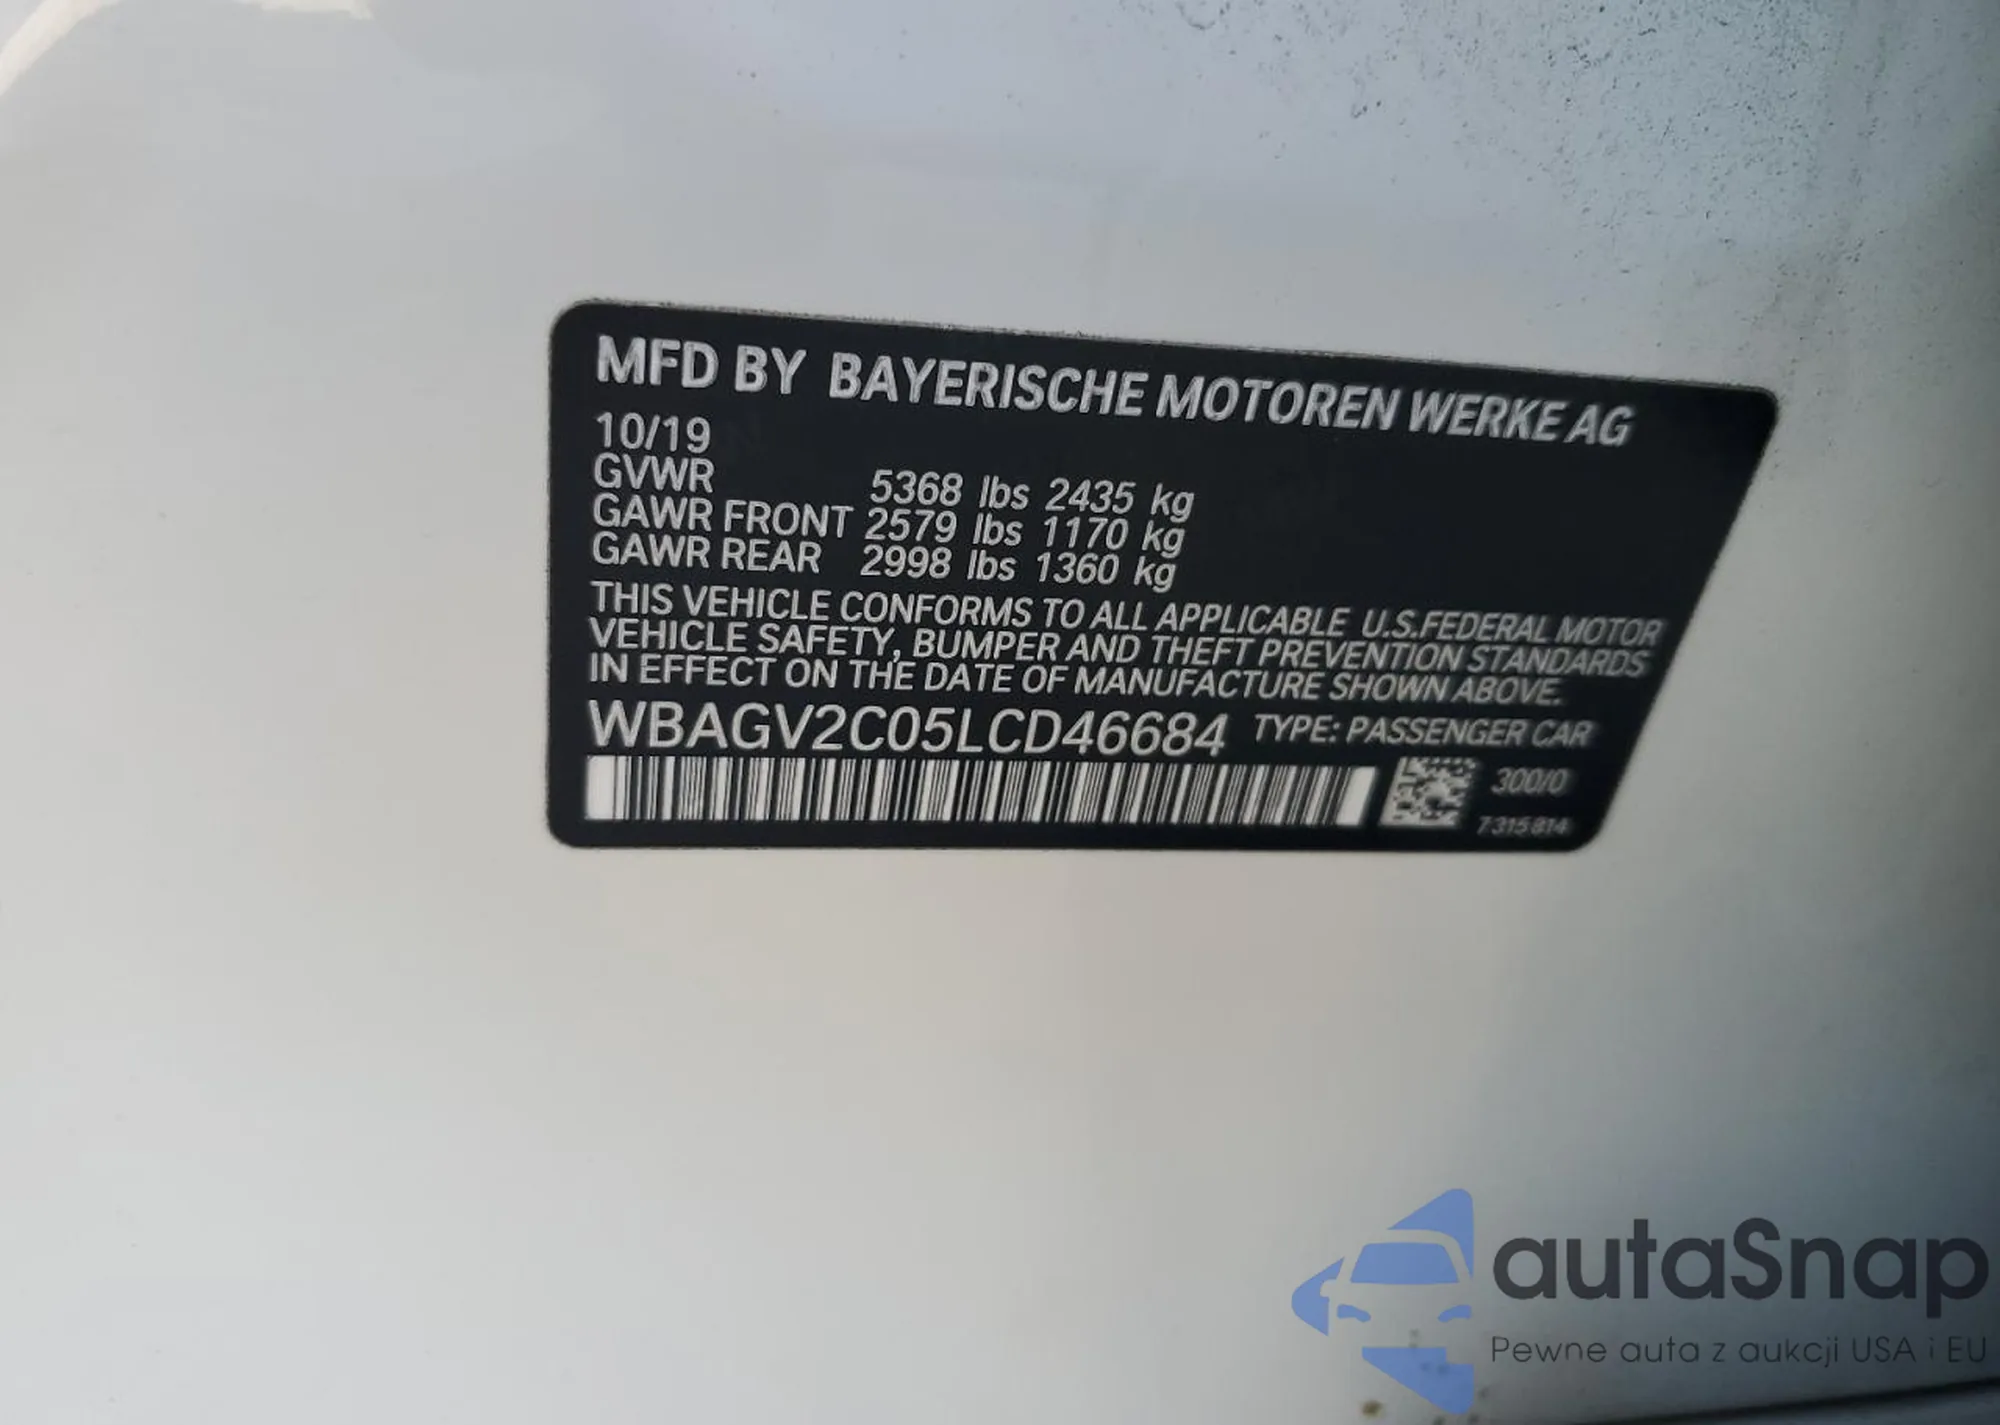 MFD BY BAYERISCHE MOTOREN WERKE AG
10/19
GVWR 5368 lbs 2435 kg
GAWR FRONT 2579 lbs 1170 kg
GAWR REAR 2998 lbs 1360 kg
THIS VEHICLE CONFORMS TO ALL APPLICABLE U.S.FEDERAL MOTOR
VEHICLE SAFETY, BUMPER AND THEFT PREVENTION STANDARDS
IN EFFECT ON THE DATE OF MANUFACTURE SHOWN ABOVE.
WBAGV2C05LCD46684 TYPE: PASSENGER CAR
300/0
7315814
autaSnap
Pewne auta z aukcji USA i EU